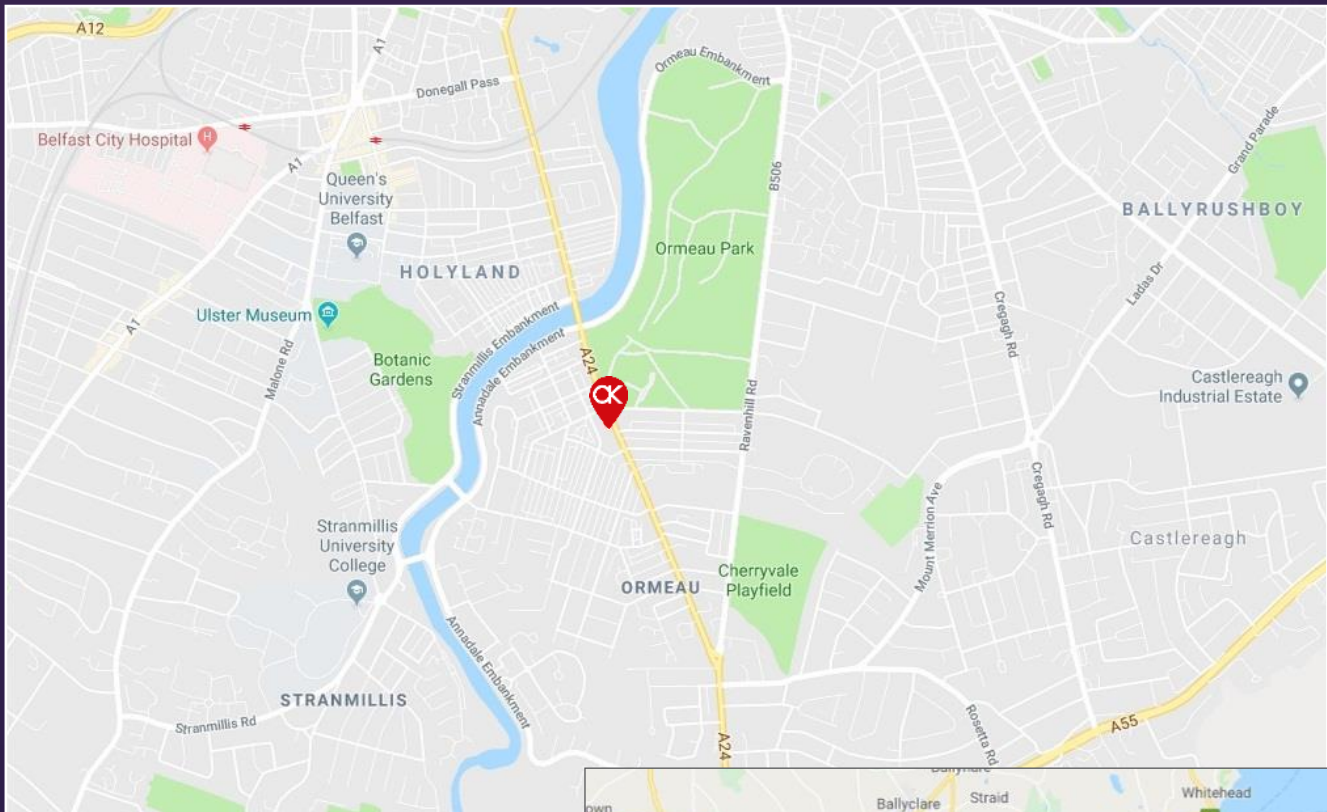 A12
A1
Donegall Pass
Ormeau Embankment
Belfast City Hospital
H
A1
Queen's
University
Belfast
B506
Grand Parade
BALLYRUSHBOY
Ormeau Park
HOLYLAND
Ladas Dr
Ulster Museum
A1
Stranmillis Embankment
Annadale Embankment
Cregagh Rd
Malone Rd
Botanic
Gardens
A24
CK
Castlereagh
Industrial Estate
Ravenhill Rd
Cregagh Rd
Mount Merrion Ave
Stranmillis
University
College
Castlereagh
Cherryvale
Playfield
ORMEAU
Annadale Embankment
STRANMILLIS
Stranmillis Rd
Rosetta Rd
A55
A24
Straid
Whitehead
Ballyclare
own